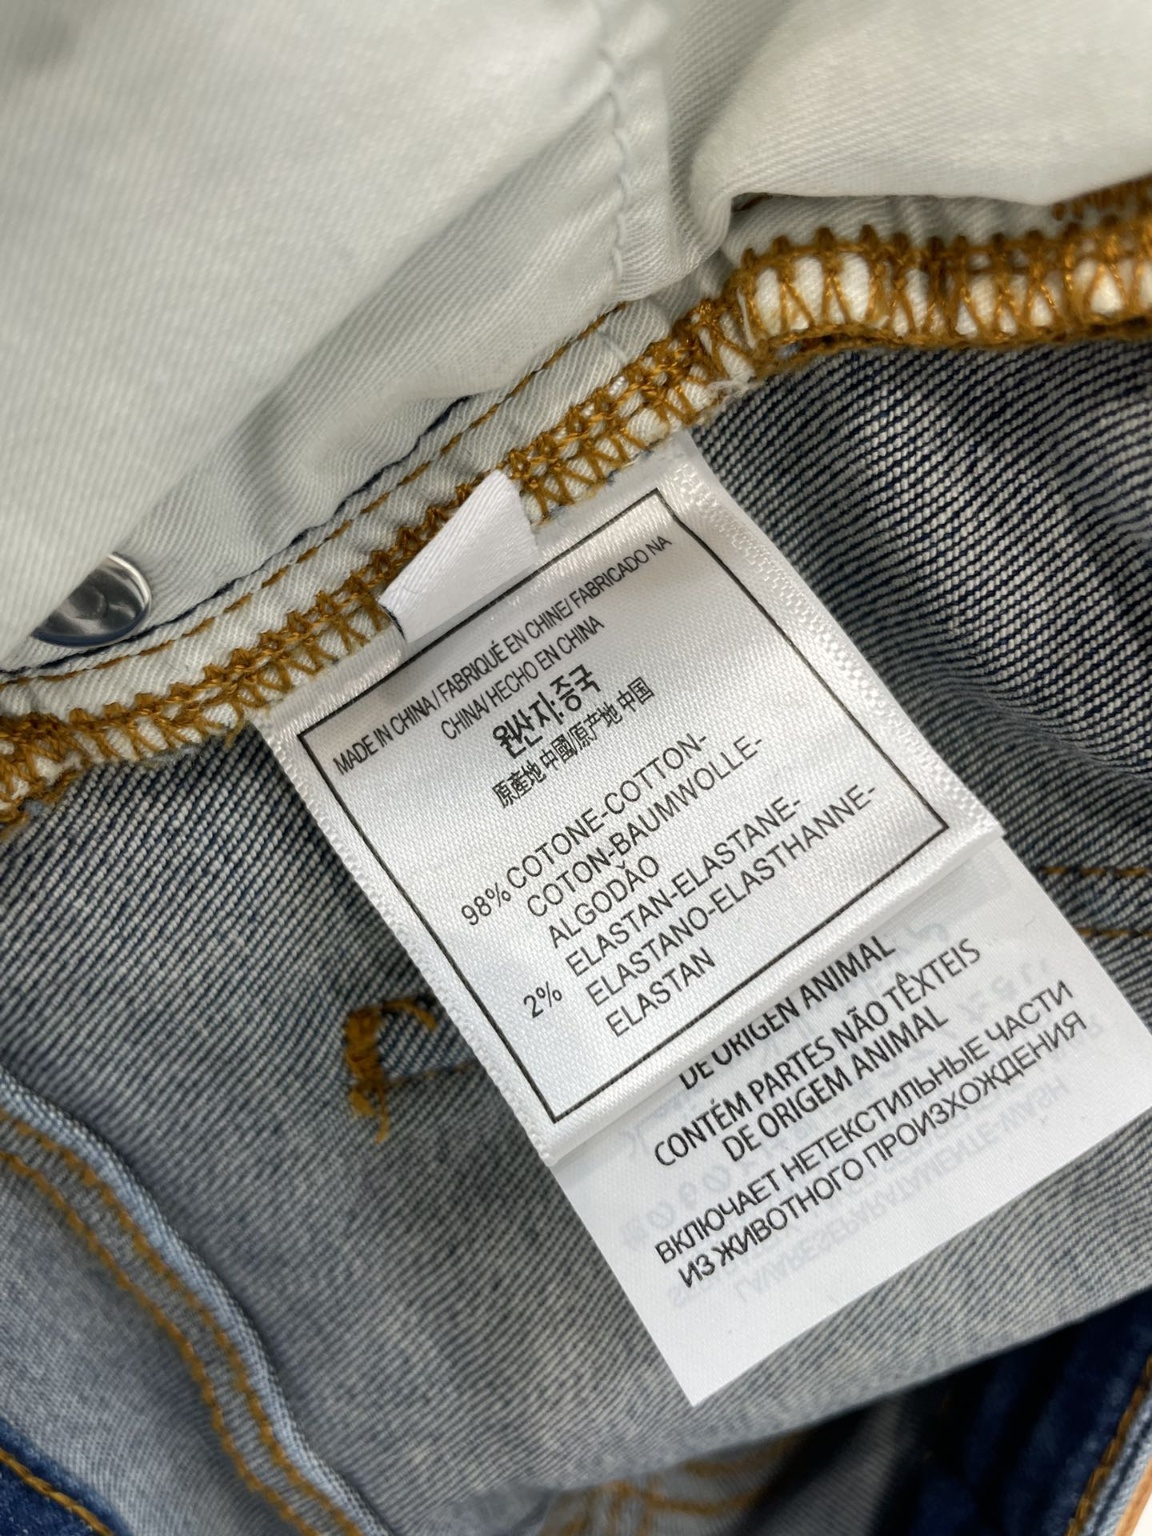 MADE IN CHINA/ FABRIQUÉ EN CHINE/ FABRICADO NA
CHINA/ HECHO EN CHINA
원산지:중국
原產地 中國/原产地 中国
98% COTONE-COTTON-
COTON-BAUMWOLLE-
ALGODÃO
ELASTAN-ELASTANE-
2% ELASTANO-ELASTHANNE-
ELASTAN
DE ORIGEN ANIMAL
CONTÉM PARTES NÃO TÊXTEIS
DE ORIGEM ANIMAL
ВКЛЮЧАЕТ НЕТЕКСТИЛЬНЫЕ ЧАСТИ
ИЗ ЖИВОТНОГО ПРОИЗХОЖДЕНИЯ